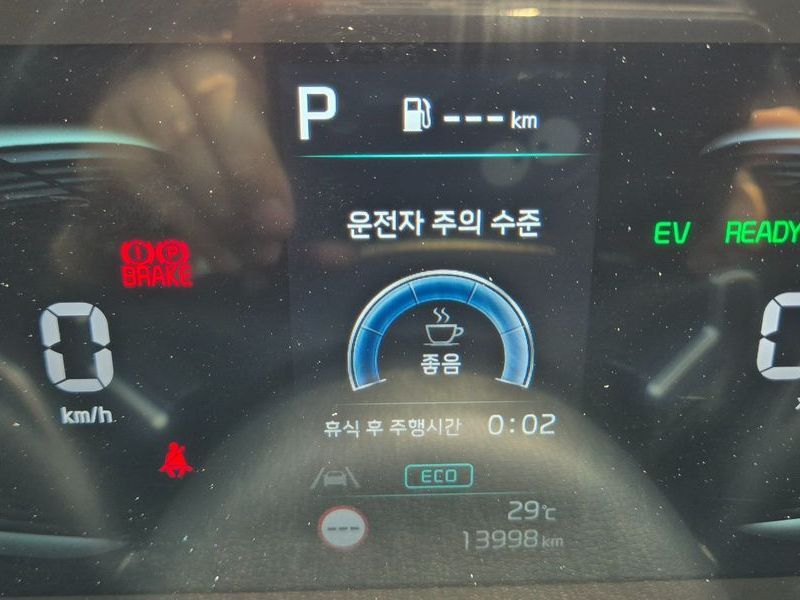 P --- km
운전자 주의 수준
EV READY
BRAKE
0
km/h
좋음
휴식 후 주행시간 0:02
ECO
---
29℃
13998 km